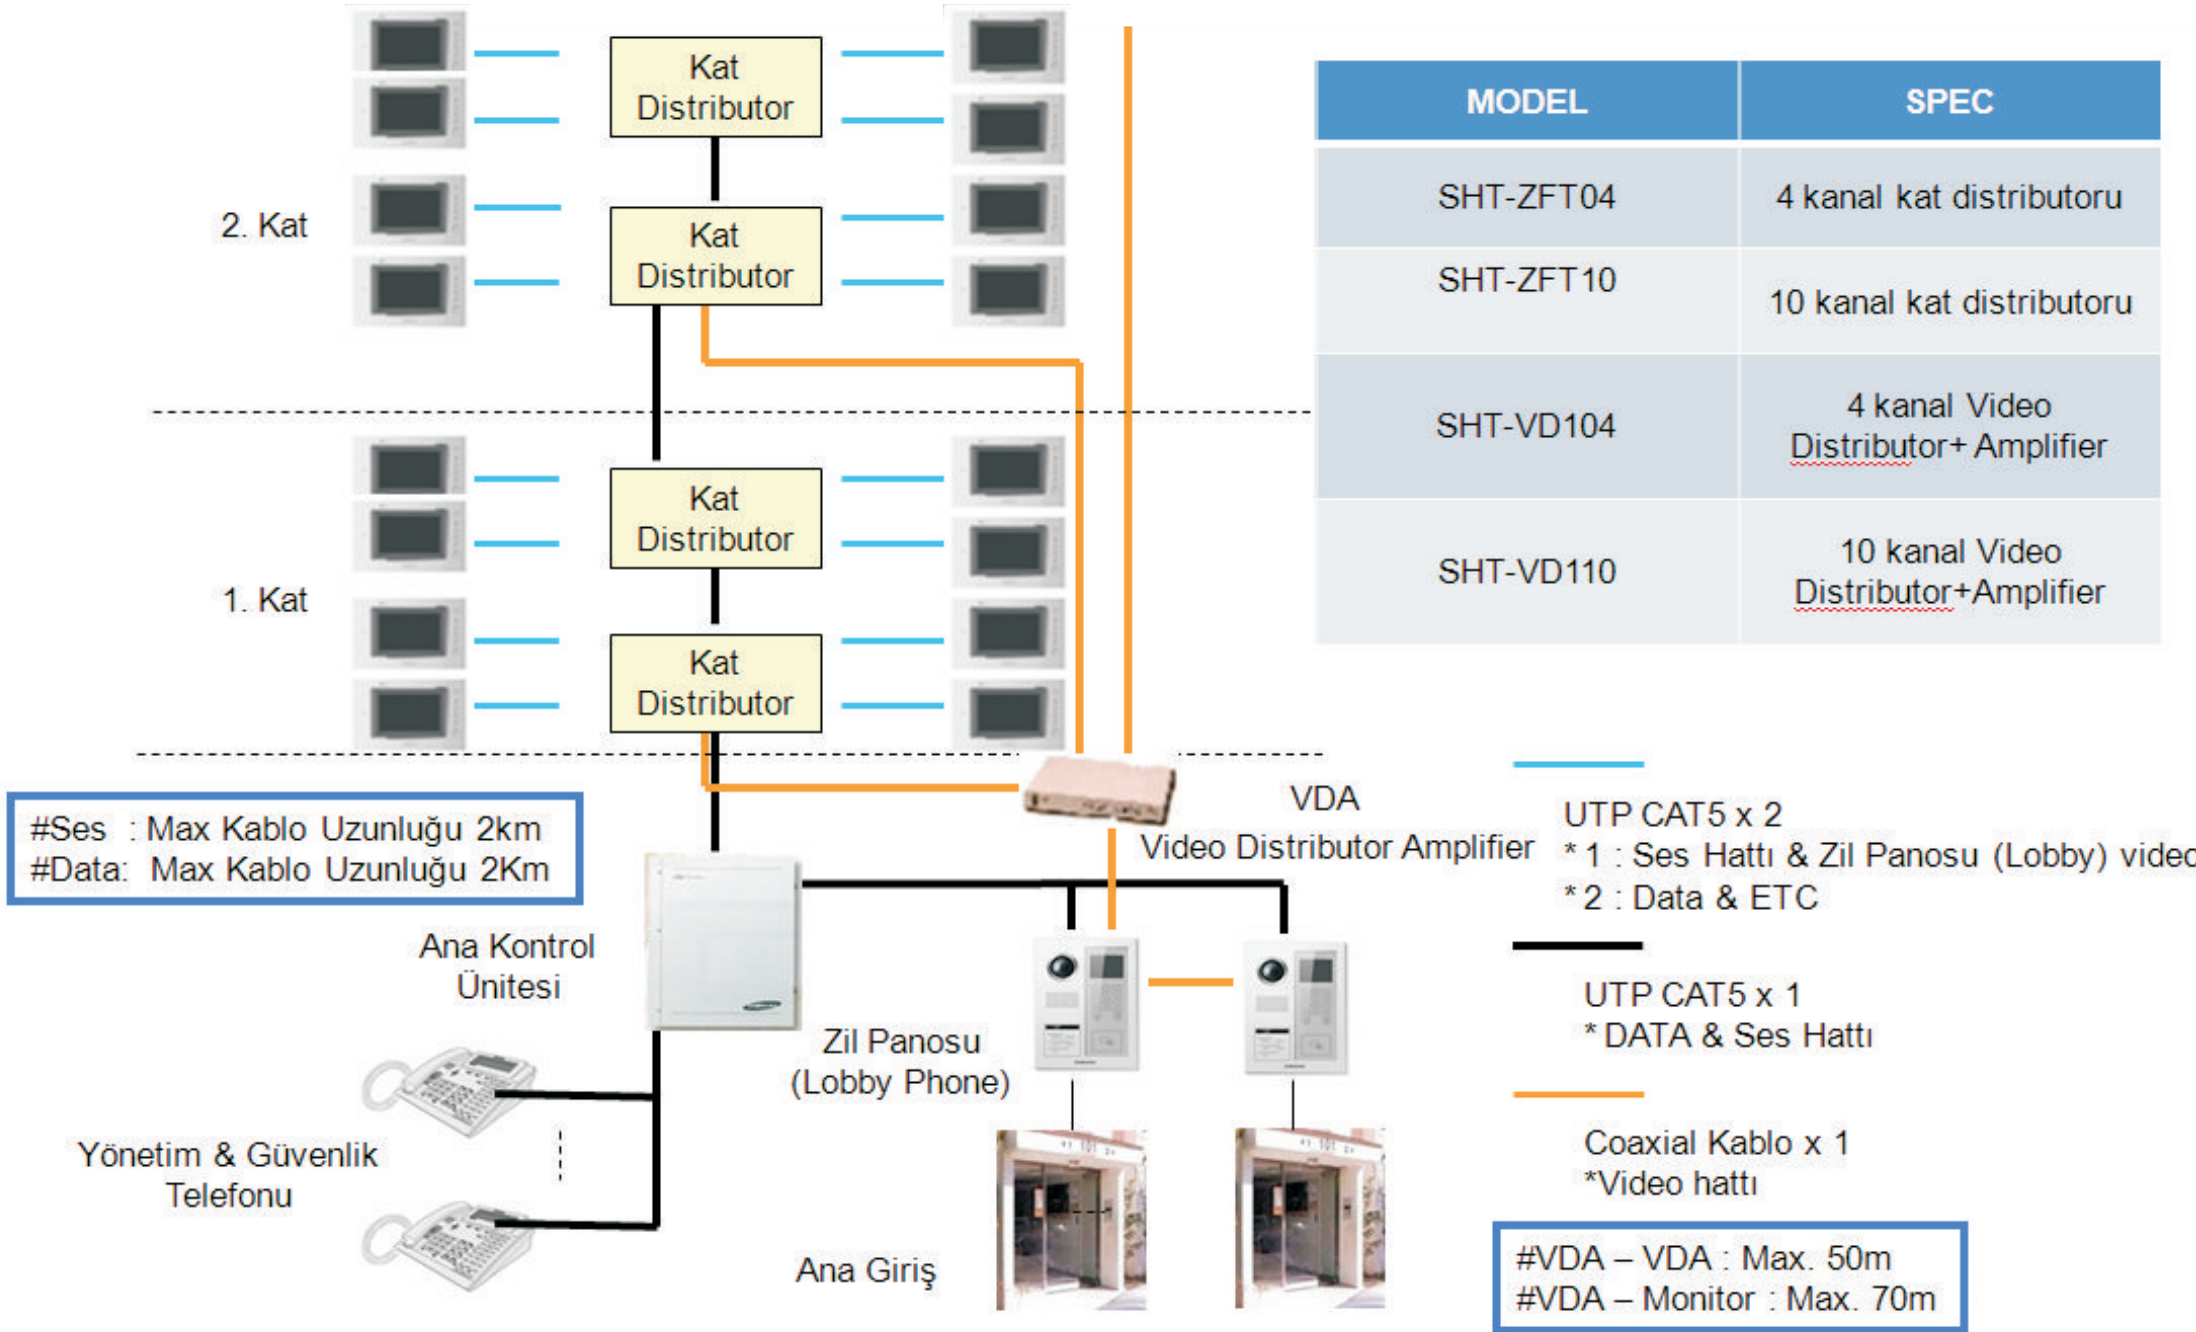 Kat
Distributor
2. Kat
Kat
Distributor
Kat
Distributor
1. Kat
Kat
Distributor
MODEL SPEC
SHT-ZFT04 4 kanal kat distributoru
SHT-ZFT10 10 kanal kat distributoru
SHT-VD104 4 kanal Video
Distributor+ Amplifier
SHT-VD110 10 kanal Video
Distributor+Amplifier
#Ses : Max Kablo Uzunluğu 2km
#Data: Max Kablo Uzunluğu 2Km
VDA
Video Distributor Amplifier
Ana Kontrol
Ünitesi
Zil Panosu
(Lobby Phone)
Yönetim & Güvenlik
Telefonu
Ana Giriş
UTP CAT5 x 2
* 1 : Ses Hattı & Zil Panosu (Lobby) video
* 2 : Data & ETC
UTP CAT5 x 1
* DATA & Ses Hattı
Coaxial Kablo x 1
*Video hattı
#VDA – VDA : Max. 50m
#VDA – Monitor : Max. 70m